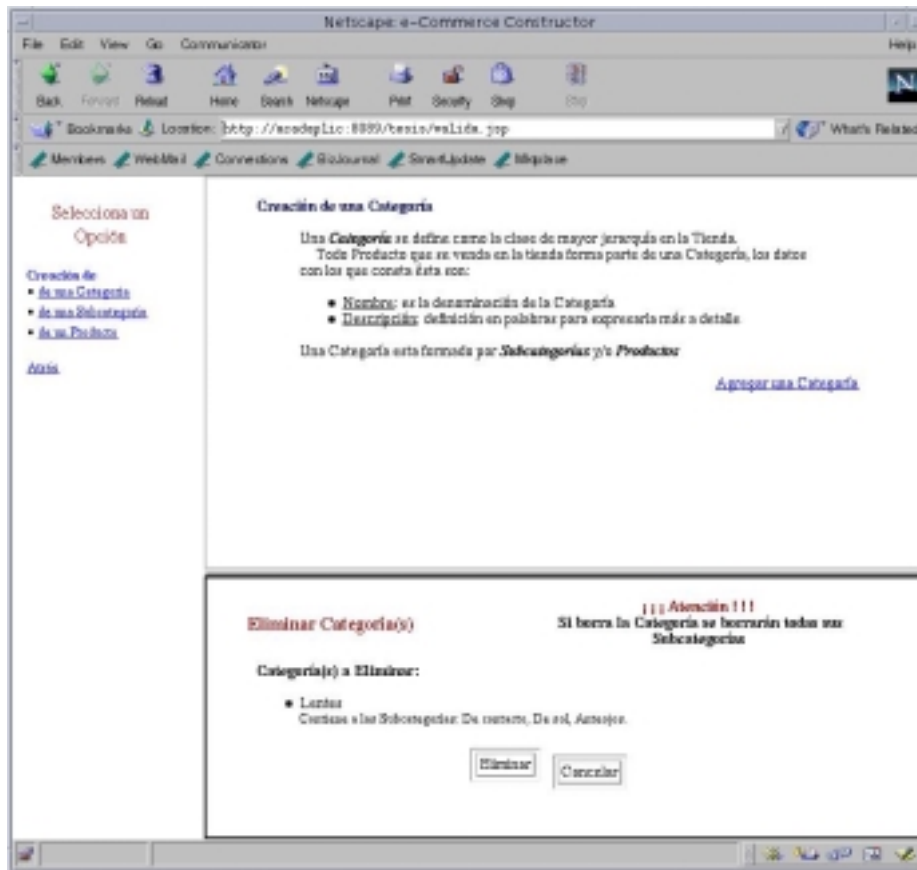 Netscape: e-Commerce Constructor
File Edit View Go Communicator Help
Back Forward Reload Home Search Netscape Print Security Shop Stop
Bookmarks Location: http://acadaplic:8089/tesis/valida.jsp What's Related
Members WebMail Connections BizJournal SmartUpdate Mktplace
Selecciona un
Opción
Creación de
de una Categoría
de una Subcategoría
de un Producto
Atrás
Creación de una Categoría
Una Categoría se define como la clase de mayor jerarquía en la Tienda.
Todo Producto que se venda en la tienda forma parte de una Categoría, los datos
con los que consta ésta son:
Nombre: es la denominación de la Categoría
Descripción: definición en palabras para expresarla más a detalle
Una Categoría esta formada por Subcategorías y/o Productos
Agregar una Categoría
Eliminar Categoría(s)
¡¡¡ Atención !!!
Si borra la Categoría se borrarán todas sus
Subcategorías
Categoría(s) a Eliminar:
Lentes
Contiene a las Subcategorías: De contacto, De sol, Anteojos.
Eliminar
Cancelar